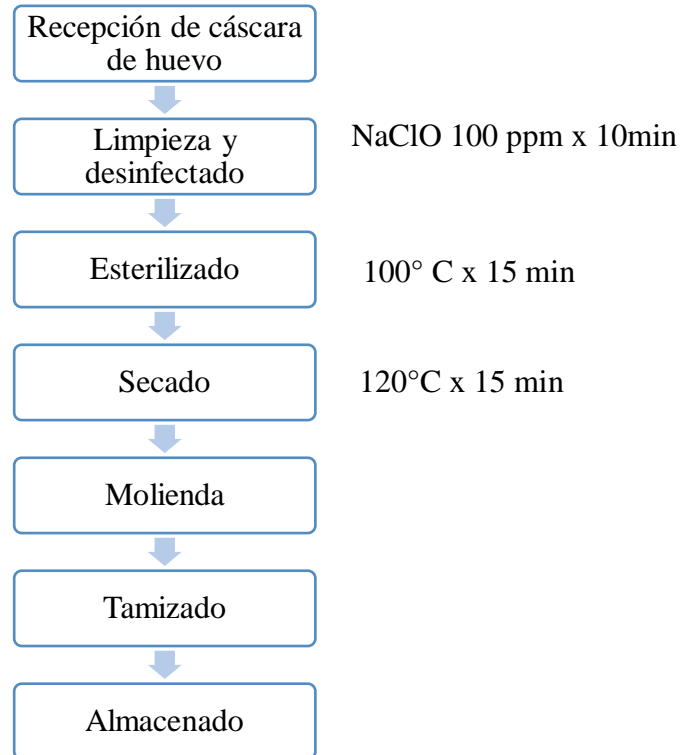 Recepción de cáscara
de huevo
Limpieza y
desinfectado
NaClO 100 ppm x 10min
Esterilizado
100° C x 15 min
Secado
120°C x 15 min
Molienda
Tamizado
Almacenado